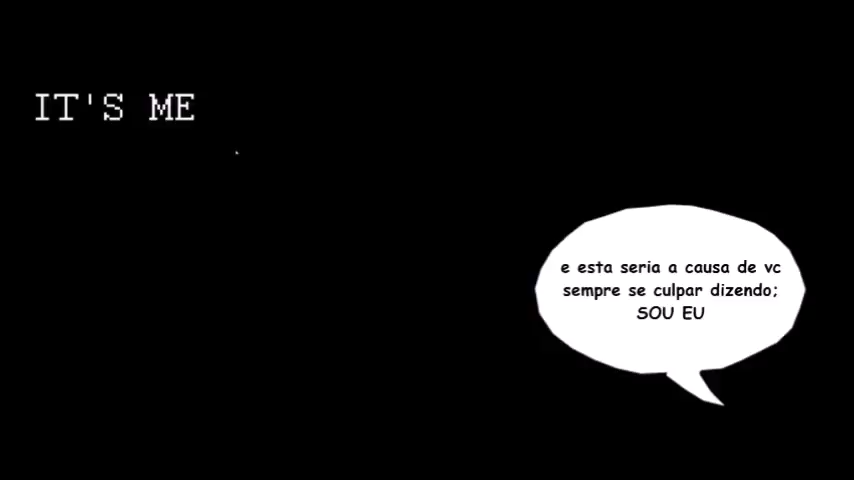 IT'S ME
e esta seria a causa de vc
sempre se culpar dizendo;
SOU EU